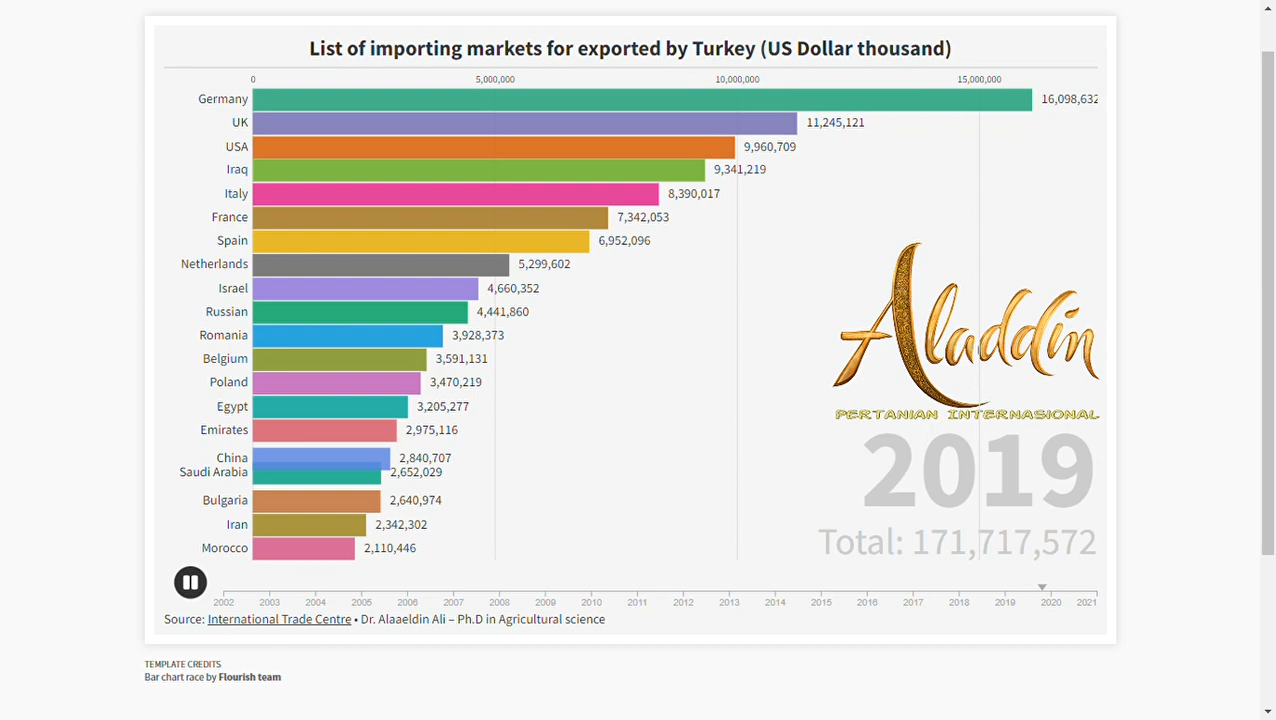 List of importing markets for exported by Turkey (US Dollar thousand)
0 5,000,000 10,000,000 15,000,000
Germany 16,098,632
UK 11,245,121
USA 9,960,709
Iraq 9,341,219
Italy 8,390,017
France 7,342,053
Spain 6,952,096
Netherlands 5,299,602
Israel 4,660,352
Russian 4,441,860
Romania 3,928,373
Belgium 3,591,131
Poland 3,470,219
Egypt 3,205,277
Emirates 2,975,116
China 2,840,707
Saudi Arabia 2,652,029
Bulgaria 2,640,974
Iran 2,342,302
Morocco 2,110,446
Aladdin
PERTANIAN INTERNASIONAL
2019
Total: 171,717,572
2002 2003 2004 2005 2006 2007 2008 2009 2010 2011 2012 2013 2014 2015 2016 2017 2018 2019 2020 2021
Source: International Trade Centre • Dr. Alaaeldin Ali – Ph.D in Agricultural science
TEMPLATE CREDITS
Bar chart race by Flourish team